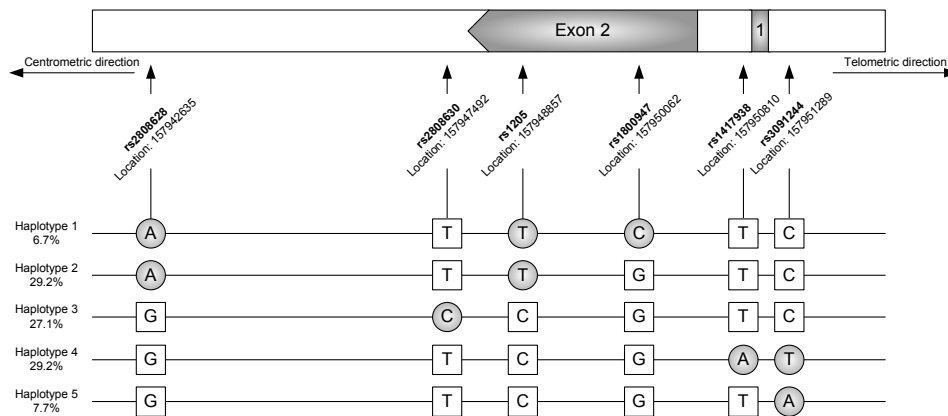 Exon 2
1
Centrometric direction
Telometric direction
rs2808628
Location: 157942635
rs2808630
Location: 157947492
rs1205
Location: 157948857
rs1800947
Location: 157950062
rs1417938
Location: 157950810
rs3091244
Location: 157951289
Haplotype 1
6.7%
A T T C T C
Haplotype 2
29.2%
A T T G T C
Haplotype 3
27.1%
G C C G T C
Haplotype 4
29.2%
G T C G A T
Haplotype 5
7.7%
G T C G T A